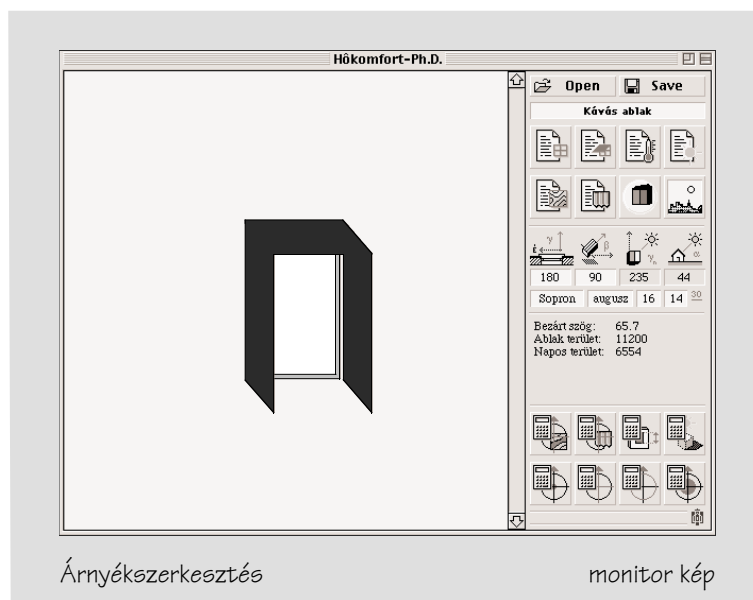 Hôkomfort-Ph.D.
Open Save
Kávás ablak
180 90 235 44
Sopron augusz 16 14 30
Bezárt szög: 65.7
Ablak terület: 11200
Napos terület: 6554
Árnyékszerkesztés monitor kép